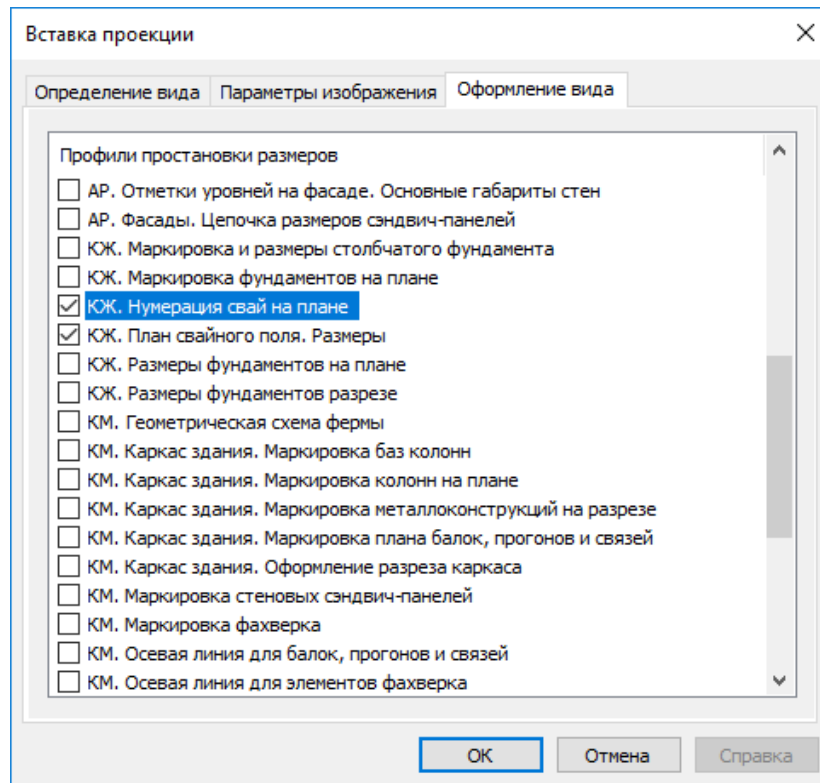 Вставка проекции
Определение вида Параметры изображения Оформление вида
Профили простановки размеров
АР. Отметки уровней на фасаде. Основные габариты стен
АР. Фасады. Цепочка размеров сэндвич-панелей
КЖ. Маркировка и размеры столбчатого фундамента
КЖ. Маркировка фундаментов на плане
КЖ. Нумерация свай на плане
КЖ. План свайного поля. Размеры
КЖ. Размеры фундаментов на плане
КЖ. Размеры фундаментов разрезе
КМ. Геометрическая схема фермы
КМ. Каркас здания. Маркировка баз колонн
КМ. Каркас здания. Маркировка колонн на плане
КМ. Каркас здания. Маркировка металлоконструкций на разрезе
КМ. Каркас здания. Маркировка плана балок, прогонов и связей
КМ. Каркас здания. Оформление разреза каркаса
КМ. Маркировка стеновых сэндвич-панелей
КМ. Маркировка фахверка
КМ. Осевая линия для балок, прогонов и связей
КМ. Осевая линия для элементов фахверка
ОК Отмена Справка